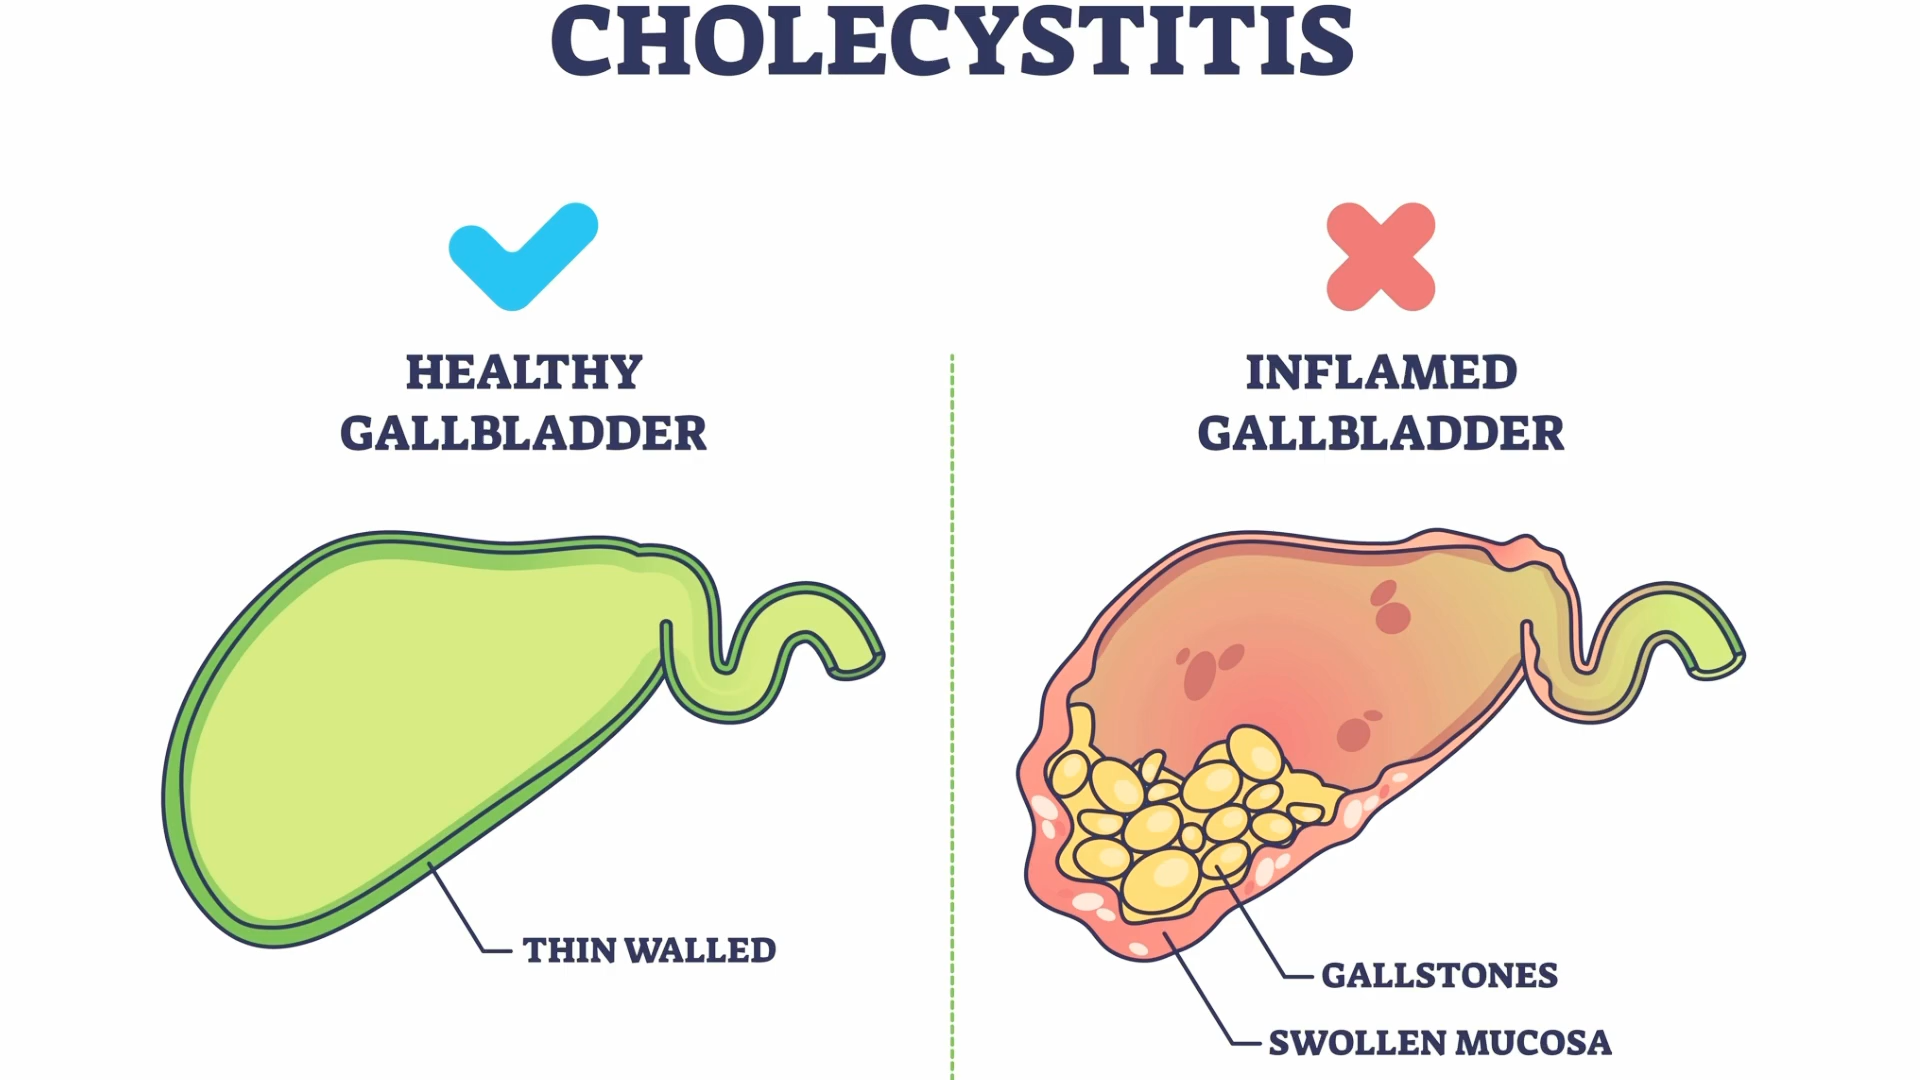 CHOLECYSTITIS
HEALTHY
GALLBLADDER
INFLAMED
GALLBLADDER
THIN WALLED
GALLSTONES
SWOLLEN MUCOSA